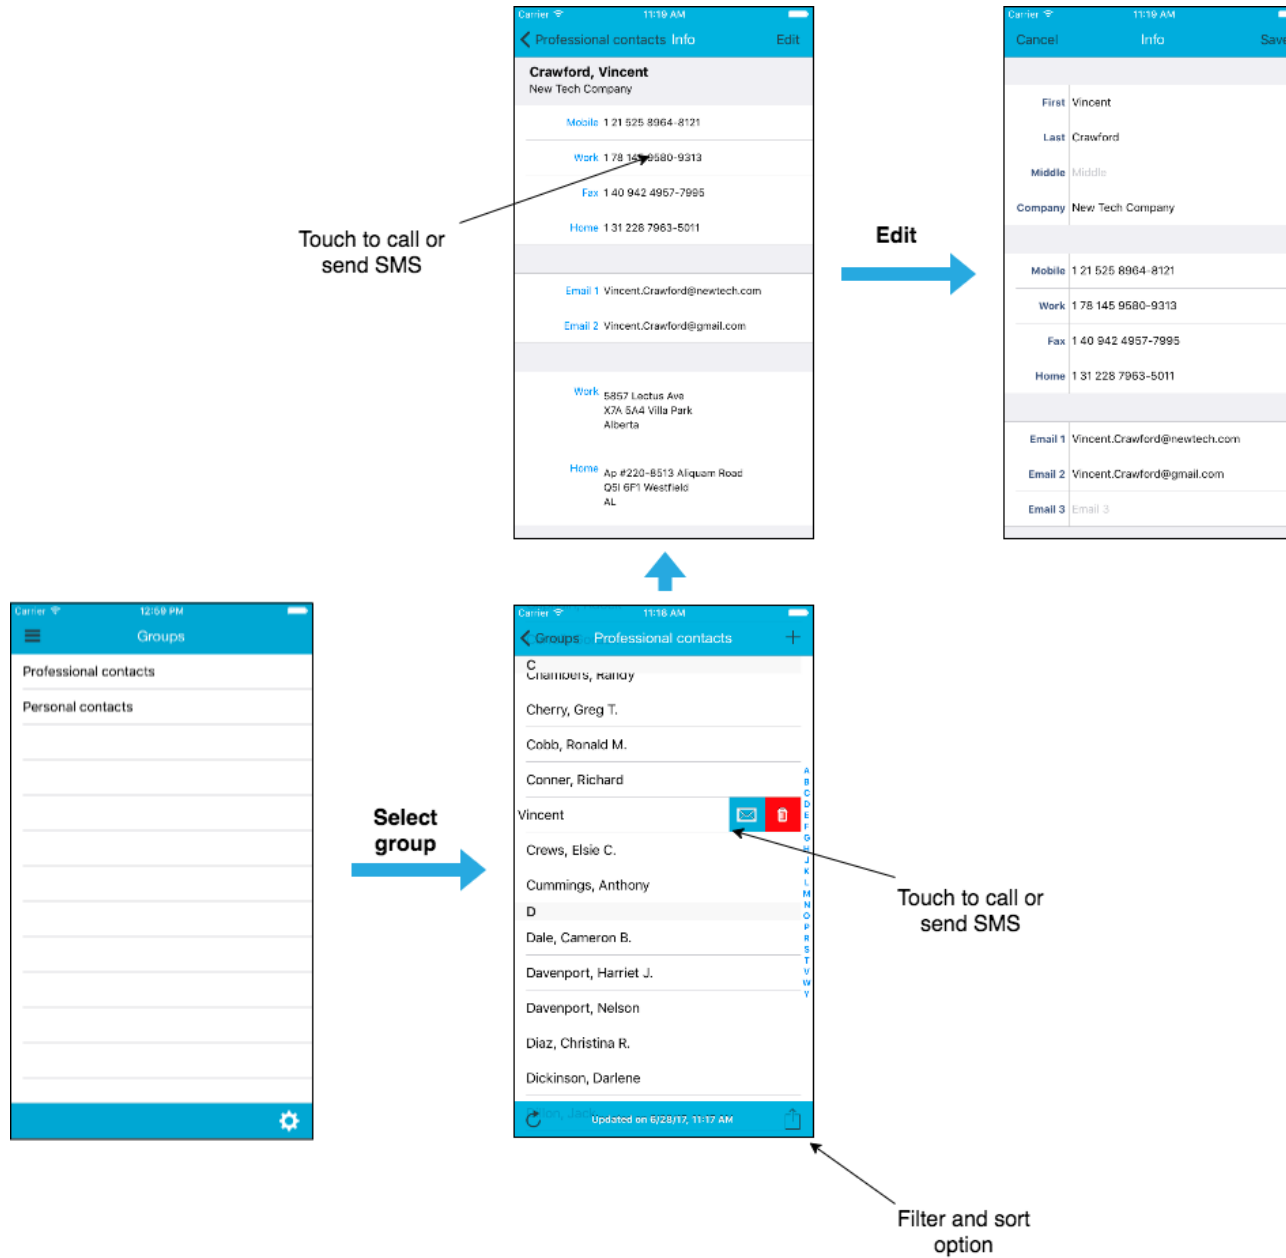 Carrier 11:19 AM
Professional contacts Info Edit
Crawford, Vincent
New Tech Company
Mobile 1 21 525 8964-8121
Work 1 78 145 9580-9313
Fax 1 40 942 4957-7995
Home 1 31 228 7963-5011
Email 1 Vincent.Crawford@newtech.com
Email 2 Vincent.Crawford@gmail.com
Work 5857 Lectus Ave
X7A 5A4 Villa Park
Alberta
Home Ap #220-8513 Aliquam Road
Q5I 6F1 Westfield
AL
Touch to call or
send SMS
Edit
Carrier 11:19 AM
Cancel Info Save
First Vincent
Last Crawford
Middle Middle
Company New Tech Company
Mobile 1 21 525 8964-8121
Work 1 78 145 9580-9313
Fax 1 40 942 4957-7995
Home 1 31 228 7963-5011
Email 1 Vincent.Crawford@newtech.com
Email 2 Vincent.Crawford@gmail.com
Email 3 Email 3
Carrier 12:59 PM
Groups
Professional contacts
Personal contacts
Select
group
Carrier 11:18 AM
Groups Professional contacts
C
Chambers, Randy
Cherry, Greg T.
Cobb, Ronald M.
Conner, Richard
Vincent
Crews, Elsie C.
Cummings, Anthony
D
Dale, Cameron B.
Davenport, Harriet J.
Davenport, Nelson
Diaz, Christina R.
Dickinson, Darlene
Updated on 6/28/17, 11:17 AM
A
B
C
D
E
F
G
H
J
K
L
M
N
O
P
R
S
T
V
W
Y
Touch to call or
send SMS
Filter and sort
option